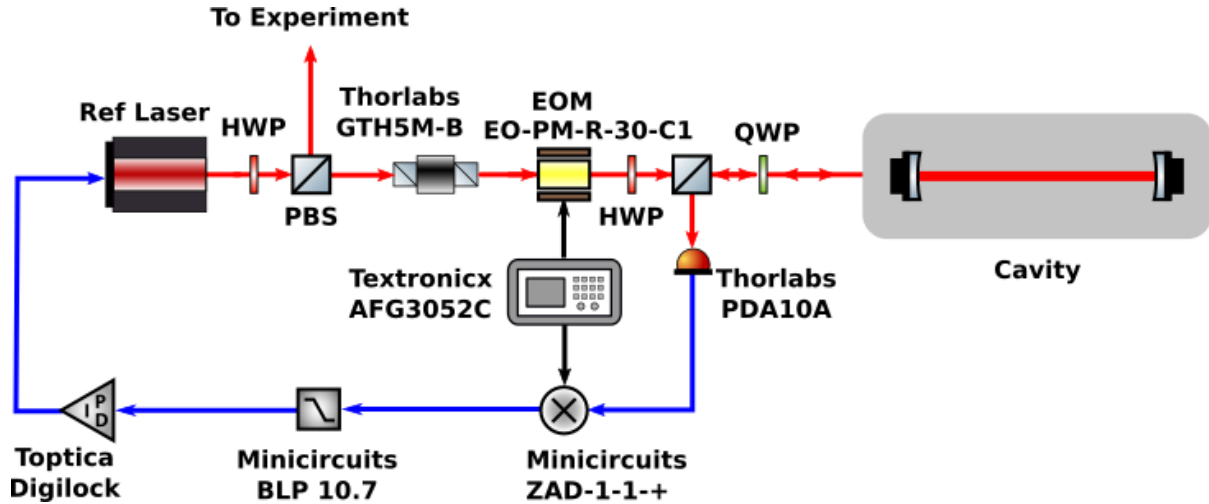 To Experiment
Ref Laser
HWP
PBS
Thorlabs
GTH5M-B
EOM
EO-PM-R-30-C1
HWP
QWP
Cavity
Textronicx
AFG3052C
Thorlabs
PDA10A
I P D
Toptica
Digilock
Minicircuits
BLP 10.7
Minicircuits
ZAD-1-1-+